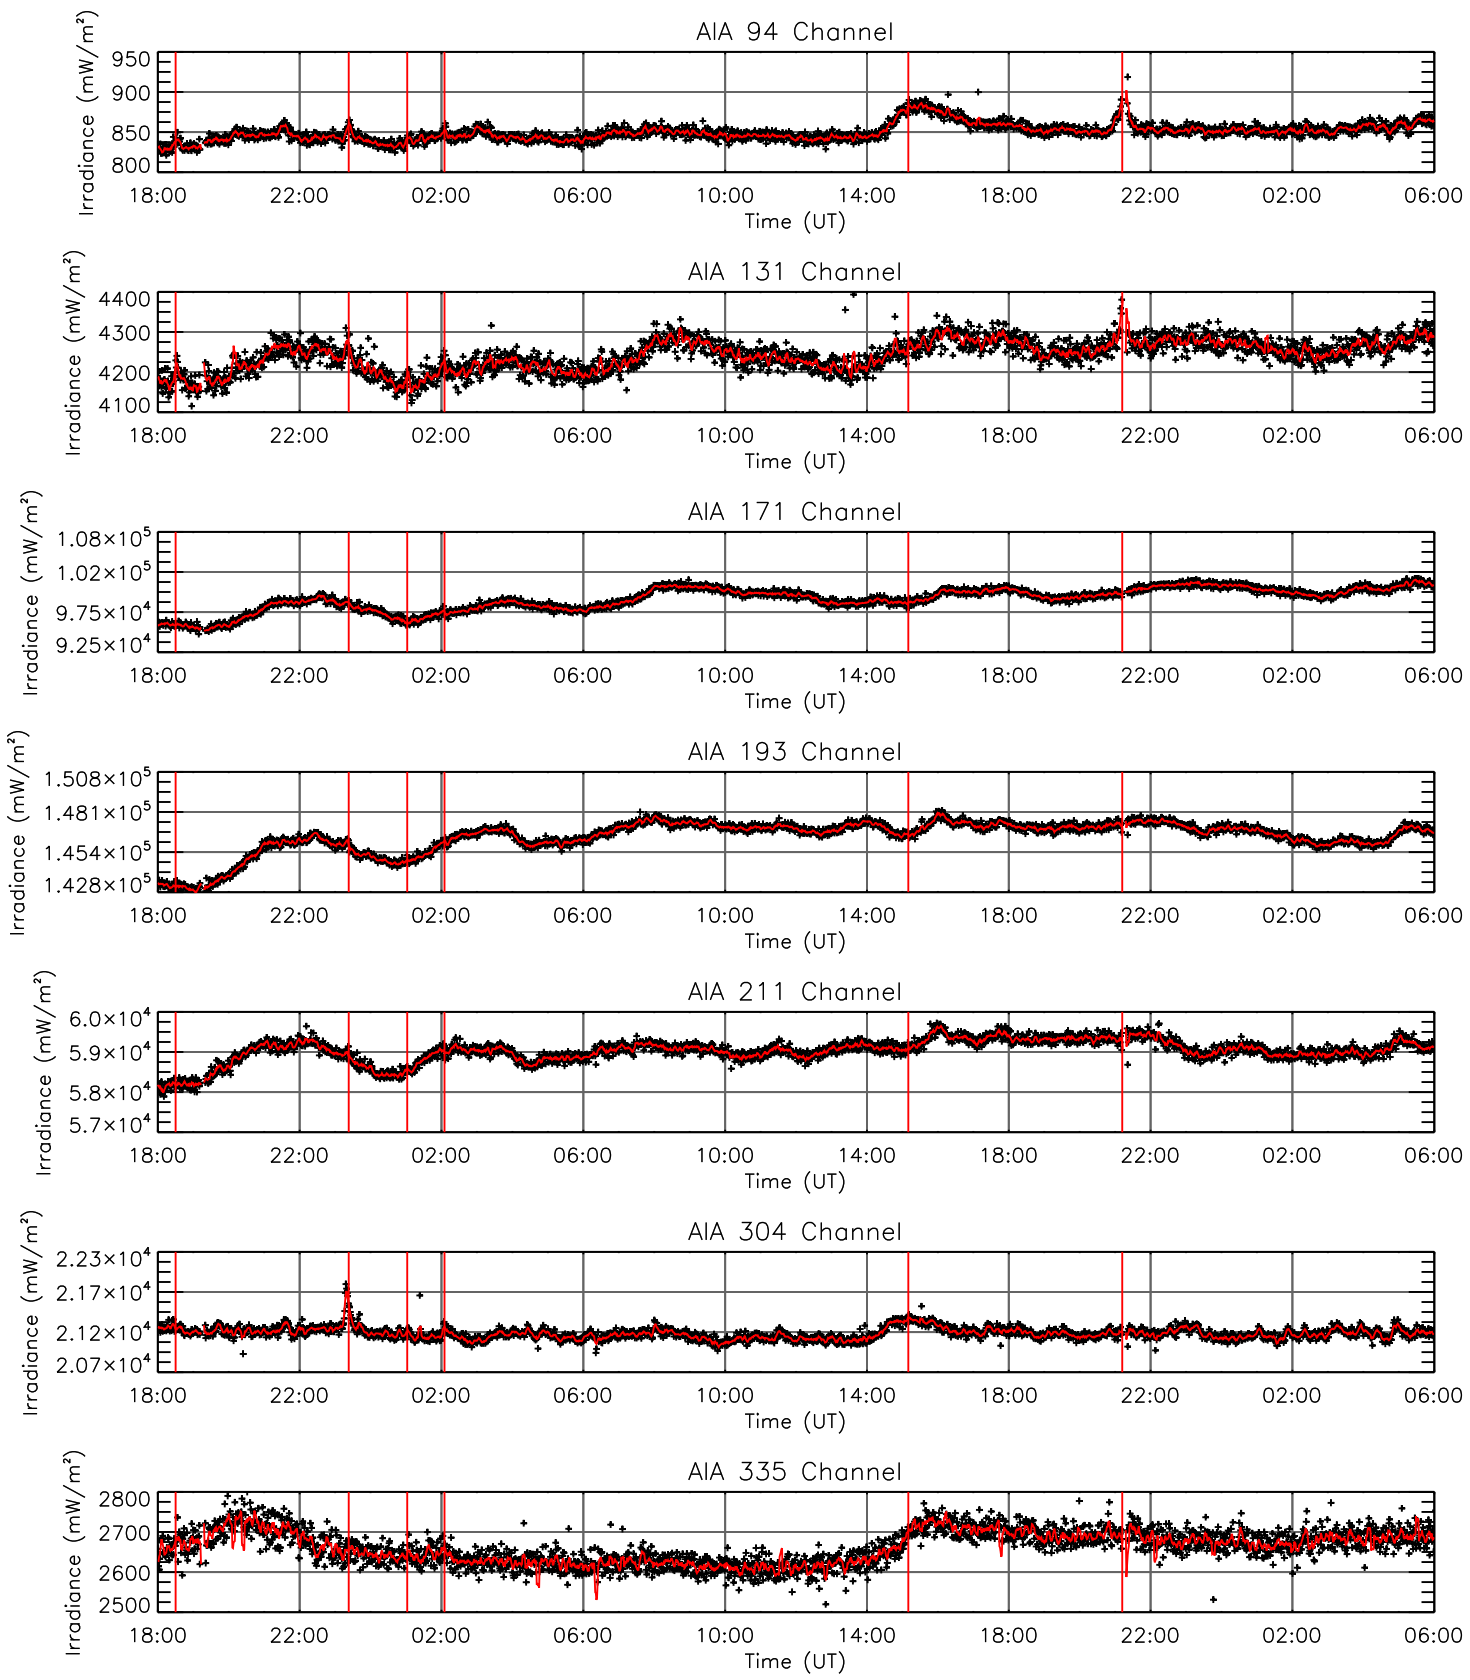 AIA 94 Channel
Irradiance (mW/m²)
950
900
850
800
18:00 22:00 02:00 06:00 10:00 14:00 18:00 22:00 02:00 06:00
Time (UT)
AIA 131 Channel
Irradiance (mW/m²)
4400
4300
4200
4100
18:00 22:00 02:00 06:00 10:00 14:00 18:00 22:00 02:00 06:00
Time (UT)
AIA 171 Channel
Irradiance (mW/m²)
1.08×10⁵
1.02×10⁵
9.75×10⁴
9.25×10⁴
18:00 22:00 02:00 06:00 10:00 14:00 18:00 22:00 02:00 06:00
Time (UT)
AIA 193 Channel
Irradiance (mW/m²)
1.508×10⁵
1.481×10⁵
1.454×10⁵
1.428×10⁵
18:00 22:00 02:00 06:00 10:00 14:00 18:00 22:00 02:00 06:00
Time (UT)
AIA 211 Channel
Irradiance (mW/m²)
6.0×10⁴
5.9×10⁴
5.8×10⁴
5.7×10⁴
18:00 22:00 02:00 06:00 10:00 14:00 18:00 22:00 02:00 06:00
Time (UT)
AIA 304 Channel
Irradiance (mW/m²)
2.23×10⁴
2.17×10⁴
2.12×10⁴
2.07×10⁴
18:00 22:00 02:00 06:00 10:00 14:00 18:00 22:00 02:00 06:00
Time (UT)
AIA 335 Channel
Irradiance (mW/m²)
2800
2700
2600
2500
18:00 22:00 02:00 06:00 10:00 14:00 18:00 22:00 02:00 06:00
Time (UT)